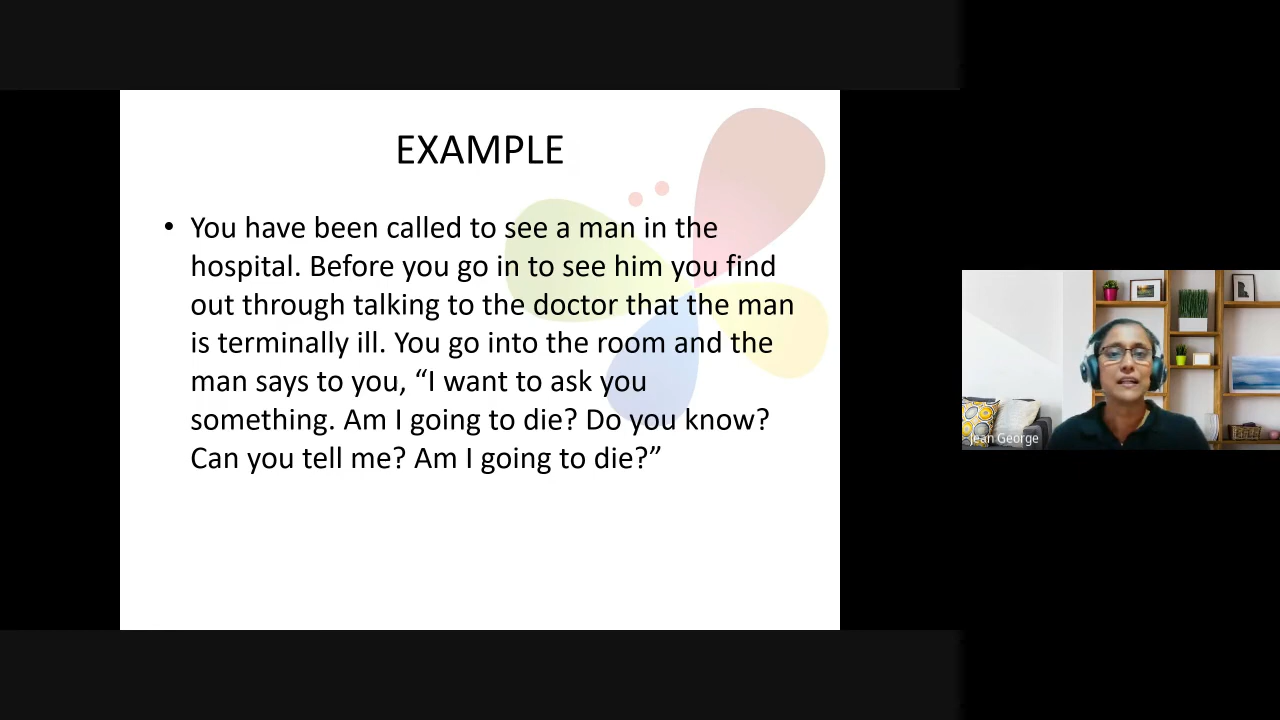 EXAMPLE
• You have been called to see a man in the
hospital. Before you go in to see him you find
out through talking to the doctor that the man
is terminally ill. You go into the room and the
man says to you, “I want to ask you
something. Am I going to die? Do you know?
Can you tell me? Am I going to die?”
Jean George